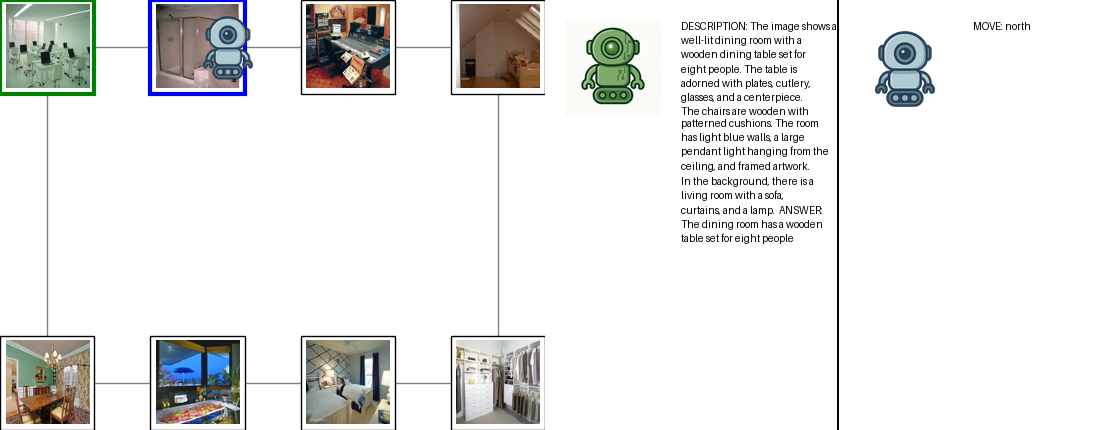 DESCRIPTION: The image shows a
well-lit dining room with a
wooden dining table set for
eight people. The table is
adorned with plates, cutlery,
glasses, and a centerpiece.
The chairs are wooden with
patterned cushions. The room
has light blue walls, a large
pendant light hanging from the
ceiling, and framed artwork.
In the background, there is a
living room with a sofa,
curtains, and a lamp.  ANSWER:
The dining room has a wooden
table set for eight people
MOVE: north